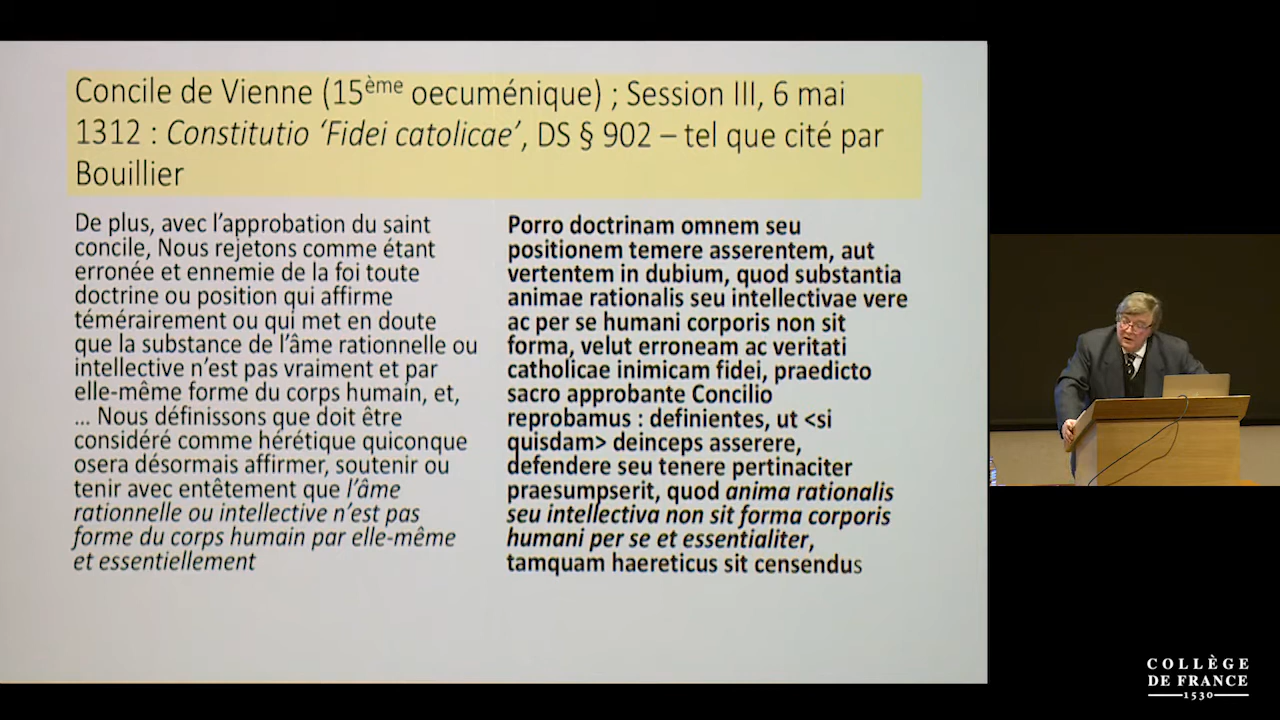 Concile de Vienne (15ème oecuménique) ; Session III, 6 mai
1312 : Constitutio ‘Fidei catolicae’, DS § 902 – tel que cité par
Bouillier
De plus, avec l’approbation du saint
concile, Nous rejetons comme étant
erronée et ennemie de la foi toute
doctrine ou position qui affirme
témérairement ou qui met en doute
que la substance de l’âme rationnelle ou
intellective n’est pas vraiment et par
elle-même forme du corps humain, et,
... Nous définissons que doit être
considéré comme hérétique quiconque
osera désormais affirmer, soutenir ou
tenir avec entêtement que l’âme
rationnelle ou intellective n’est pas
forme du corps humain par elle-même
et essentiellement
Porro doctrinam omnem seu
positionem temere asserentem, aut
vertentem in dubium, quod substantia
animae rationalis seu intellectivae vere
ac per se humani corporis non sit
forma, velut erroneam ac veritati
catholicae inimicam fidei, praedicto
sacro approbante Concilio
reprobamus : definientes, ut <si
quisdam> deinceps asserere,
defendere seu tenere pertinaciter
praesumpserit, quod anima rationalis
seu intellectiva non sit forma corporis
humani per se et essentialiter,
tamquam haereticus sit censendus
COLLÈGE
DE FRANCE
1530